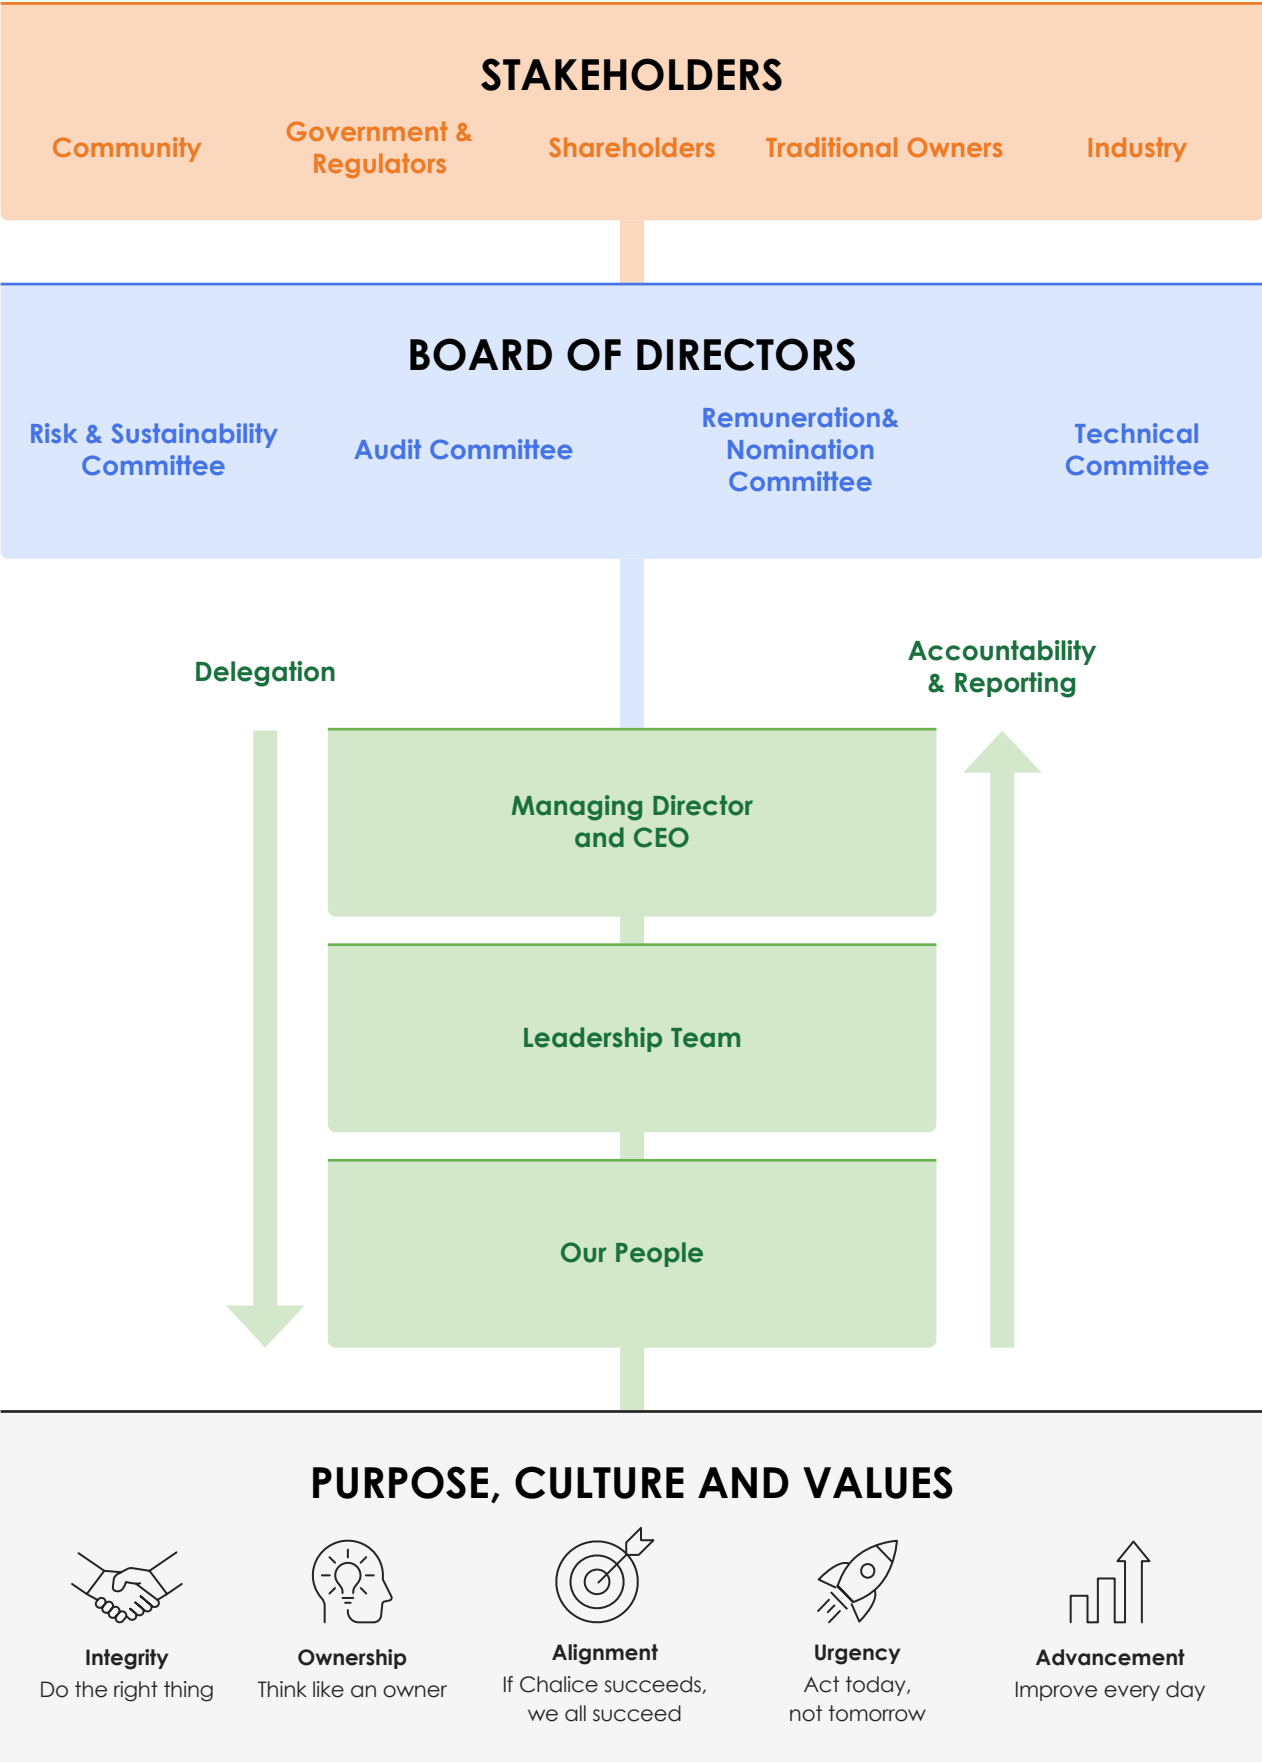 STAKEHOLDERS
Community
Government &
Regulators
Shareholders
Traditional Owners
Industry
BOARD OF DIRECTORS
Risk & Sustainability
Committee
Audit Committee
Remuneration&
Nomination
Committee
Technical
Committee
Delegation
Accountability
& Reporting
Managing Director
and CEO
Leadership Team
Our People
PURPOSE, CULTURE AND VALUES
Integrity
Do the right thing
Ownership
Think like an owner
Alignment
If Chalice succeeds,
we all succeed
Urgency
Act today,
not tomorrow
Advancement
Improve every day